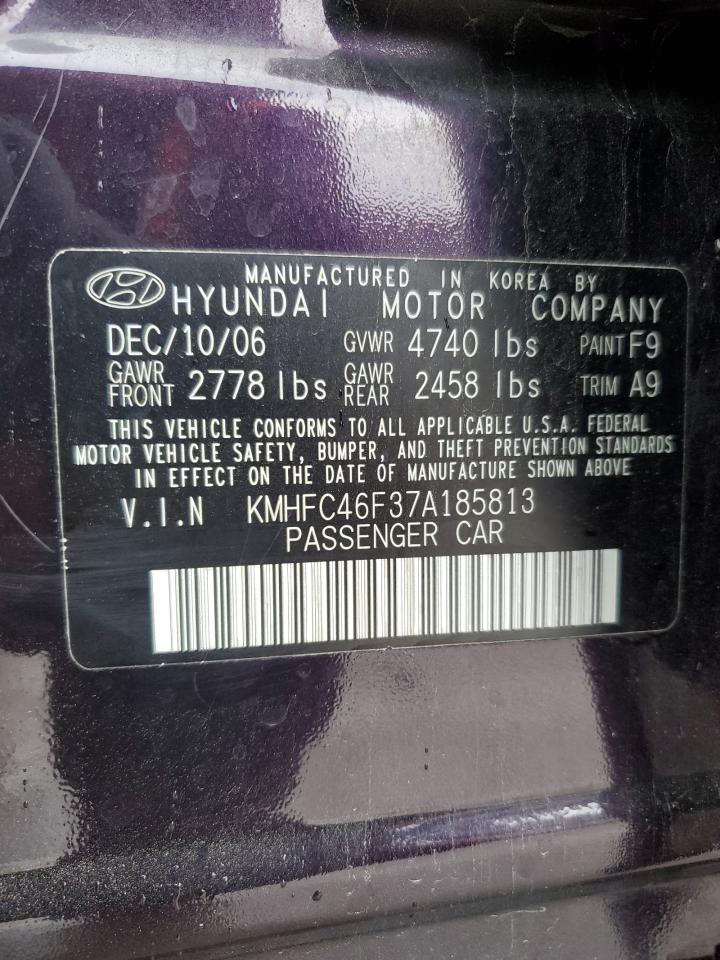 MANUFACTURED IN KOREA BY
HYUNDAI MOTOR COMPANY
DEC/10/06 GVWR 4740 lbs PAINT F9
GAWR FRONT 2778 lbs GAWR REAR 2458 lbs TRIM A9
THIS VEHICLE CONFORMS TO ALL APPLICABLE U.S.A. FEDERAL
MOTOR VEHICLE SAFETY, BUMPER, AND THEFT PREVENTION STANDARDS
IN EFFECT ON THE DATE OF MANUFACTURE SHOWN ABOVE
V.I.N KMHFC46F37A185813
PASSENGER CAR